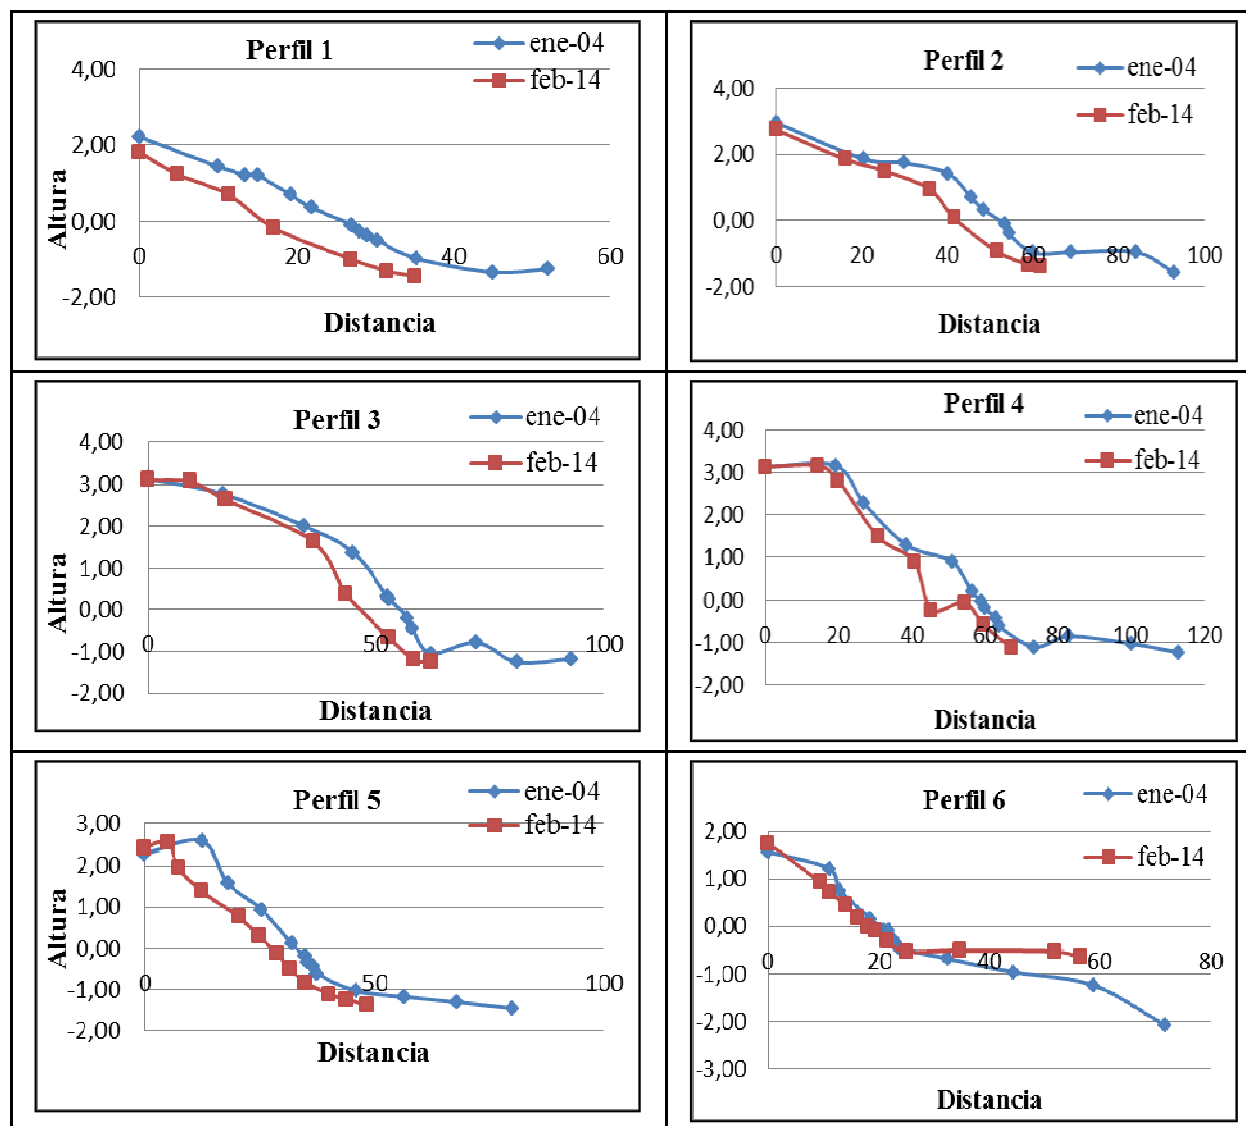 Perfil 1
ene-04
feb-14
4,00
2,00
0,00
-2,00
0
20
40
60
Altura
Distancia
Perfil 2
ene-04
feb-14
4,00
2,00
0,00
-2,00
0
20
40
60
80
100
Distancia
Perfil 3
ene-04
feb-14
4,00
3,00
2,00
1,00
0,00
-1,00
-2,00
0
50
100
Altura
Distancia
Perfil 4
ene-04
feb-14
4,00
3,00
2,00
1,00
0,00
-1,00
-2,00
0
20
40
60
80
100
120
Distancia
Perfil 5
ene-04
feb-14
3,00
2,00
1,00
0,00
-1,00
-2,00
0
50
100
Altura
Distancia
Perfil 6
ene-04
feb-14
2,00
1,00
0,00
-1,00
-2,00
-3,00
0
20
40
60
80
Distancia